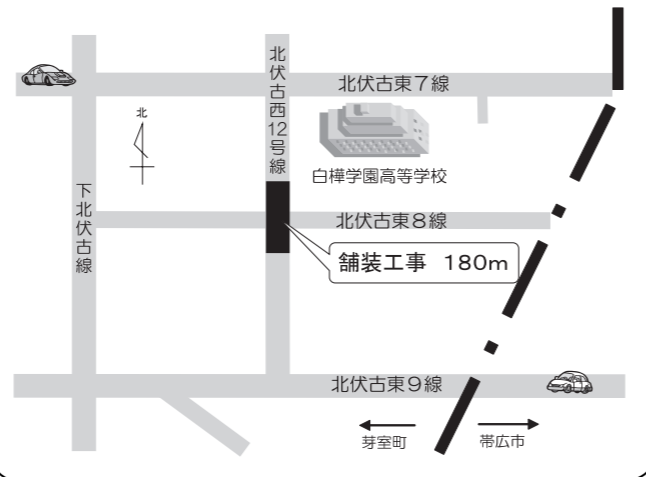 北伏古東7線
北伏古西12号線
北
白樺学園高等学校
下北伏古線
北伏古東8線
舗装工事 180m
北伏古東9線
芽室町
帯広市